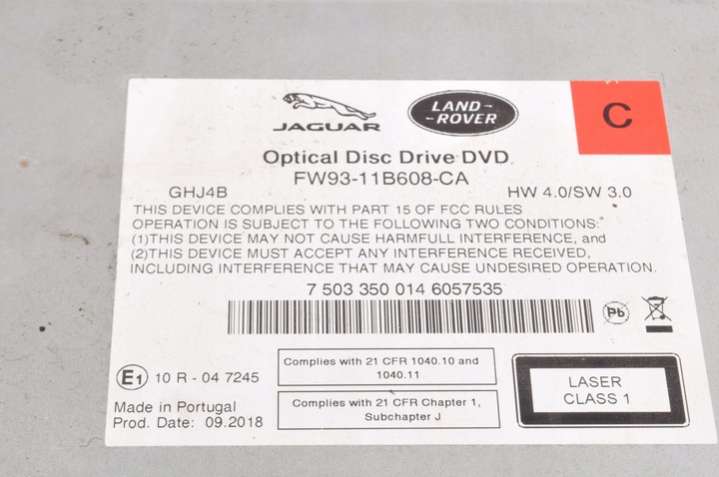 JAGUAR
LAND-
-ROVER
C
Optical Disc Drive DVD
FW93-11B608-CA
GHJ4B
HW 4.0/SW 3.0
THIS DEVICE COMPLIES WITH PART 15 OF FCC RULES
OPERATION IS SUBJECT TO THE FOLLOWING TWO CONDITIONS:
(1)THIS DEVICE MAY NOT CAUSE HARMFULL INTERFERENCE, and
(2)THIS DEVICE MUST ACCEPT ANY INTERFERENCE RECEIVED,
INCLUDING INTERFERENCE THAT MAY CAUSE UNDESIRED OPERATION.
7 503 350 014 6057535
Pb
E1 10 R - 04 7245
Complies with 21 CFR 1040.10 and
1040.11
LASER
CLASS 1
Made in Portugal
Prod. Date: 09.2018
Complies with 21 CFR Chapter 1,
Subchapter J